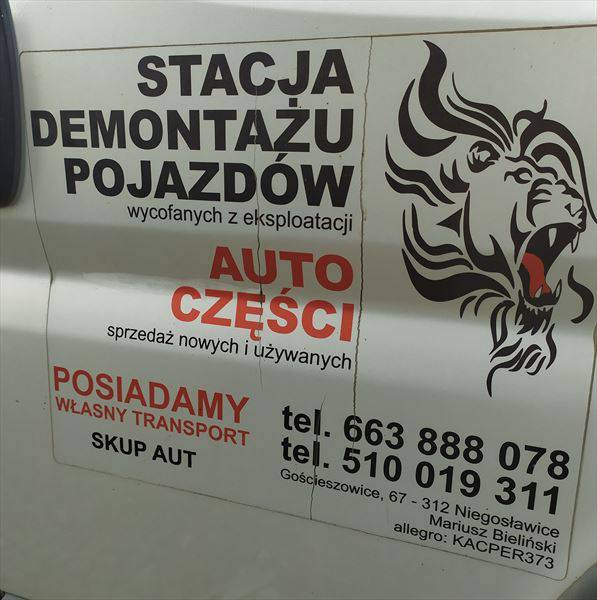 STACJA
DEMONTAŻU
POJAZDÓW
wycofanych z eksploatacji
AUTO
CZĘŚCI
sprzedaż nowych i używanych
POSIADAMY
WŁASNY TRANSPORT
SKUP AUT
tel. 663 888 078
tel. 510 019 311
Gościeszowice, 67 - 312 Niegosławice
Mariusz Bieliński
allegro: KACPER373